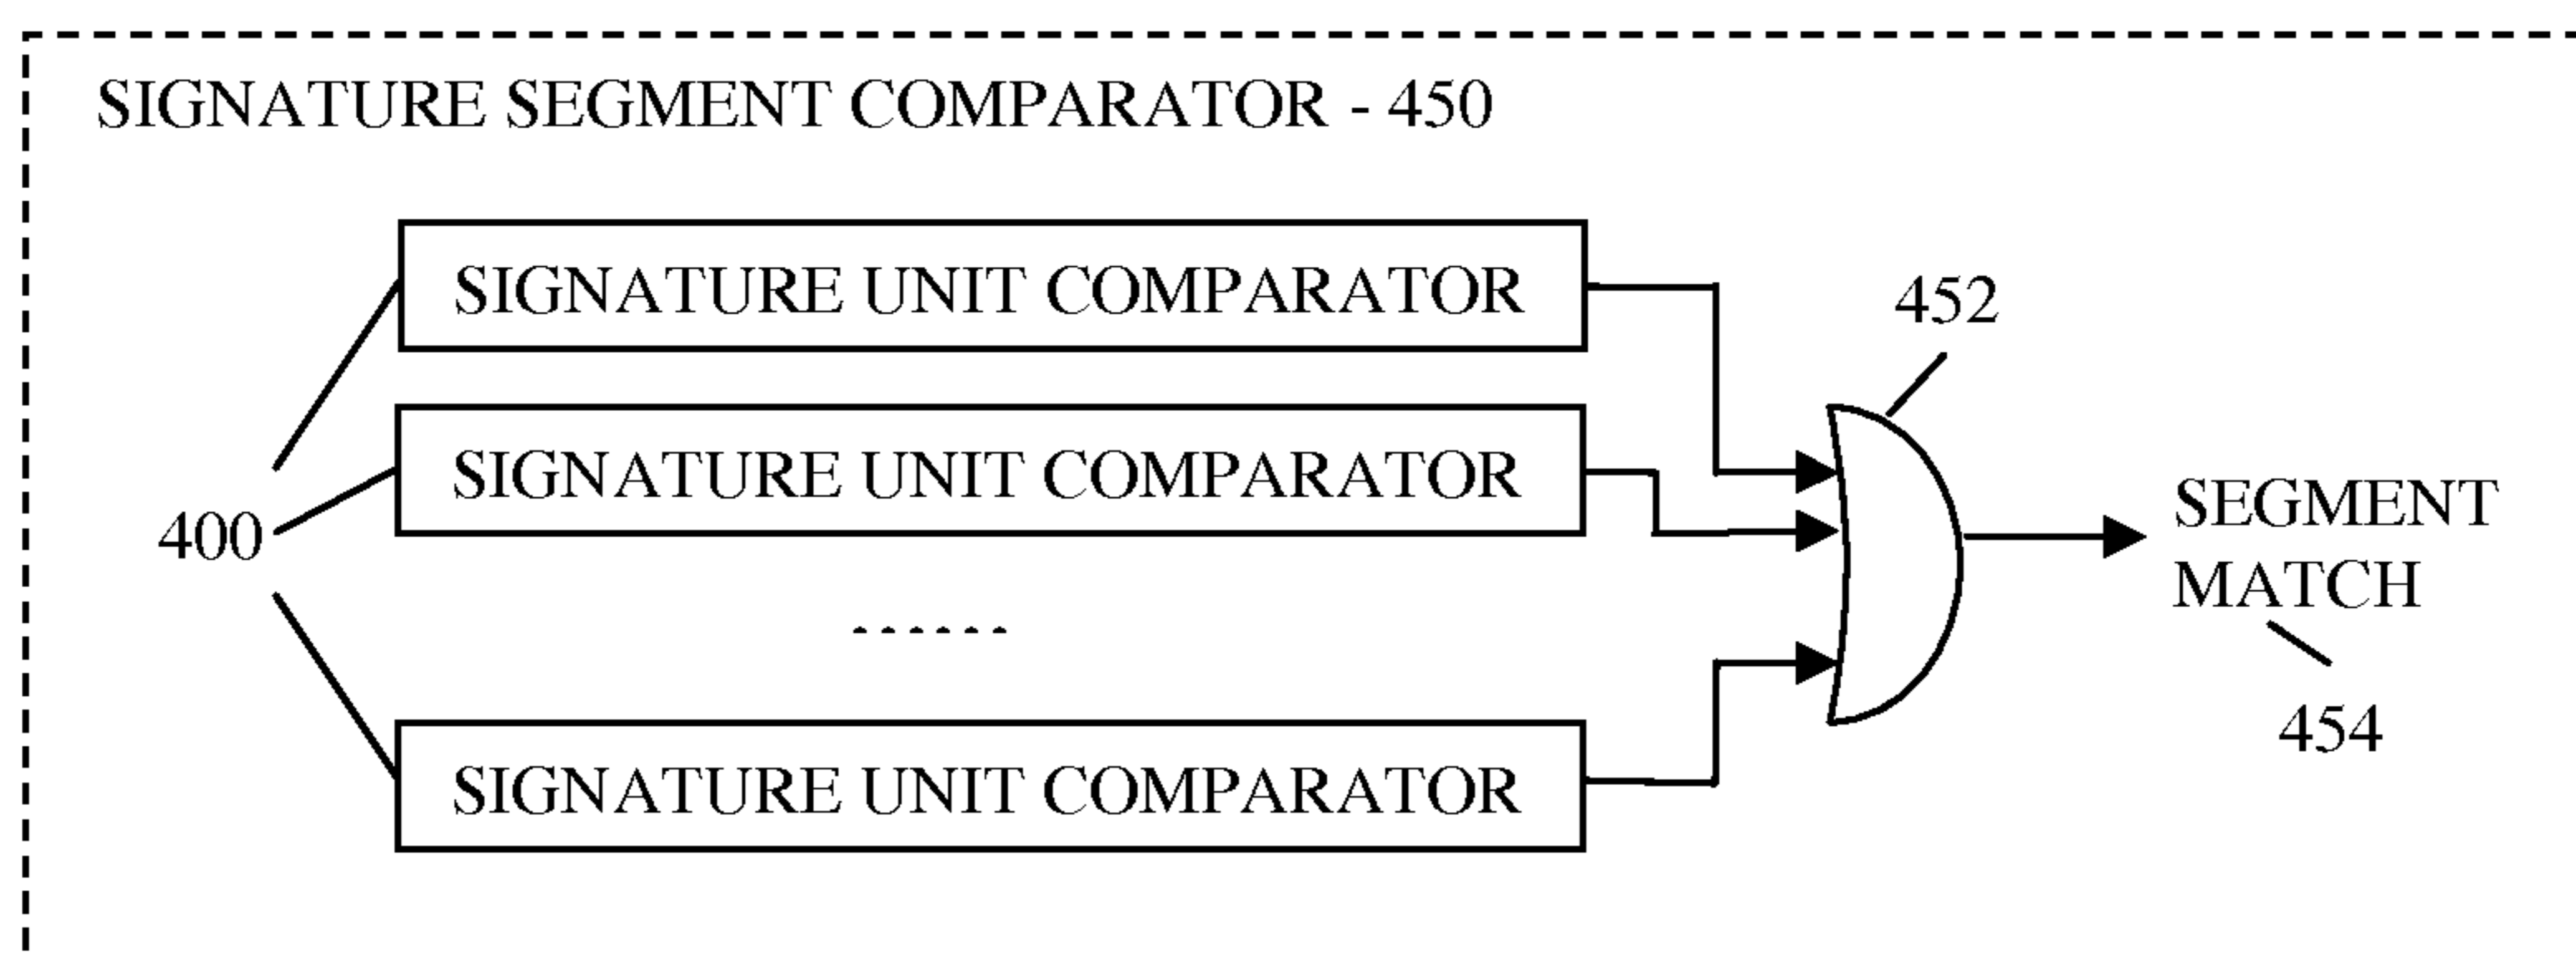 SIGNATURE SEGMENT COMPARATOR - 450
SIGNATURE UNIT COMPARATOR
452
SIGNATURE UNIT COMPARATOR
400
SEGMENT
MATCH
......
454
SIGNATURE UNIT COMPARATOR